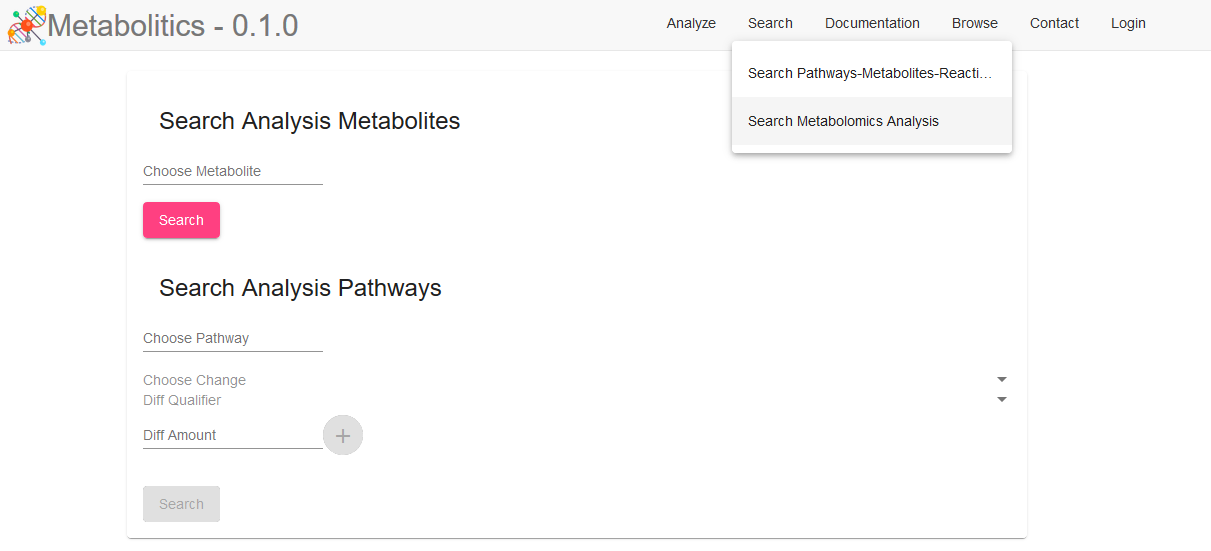 Metabolitics - 0.1.0
Analyze
Search
Documentation
Browse
Contact
Login
Search Pathways-Metabolites-Reacti...
Search Metabolomics Analysis
Search Analysis Metabolites
Choose Metabolite
Search
Search Analysis Pathways
Choose Pathway
Choose Change
Diff Qualifier
Diff Amount
+
Search